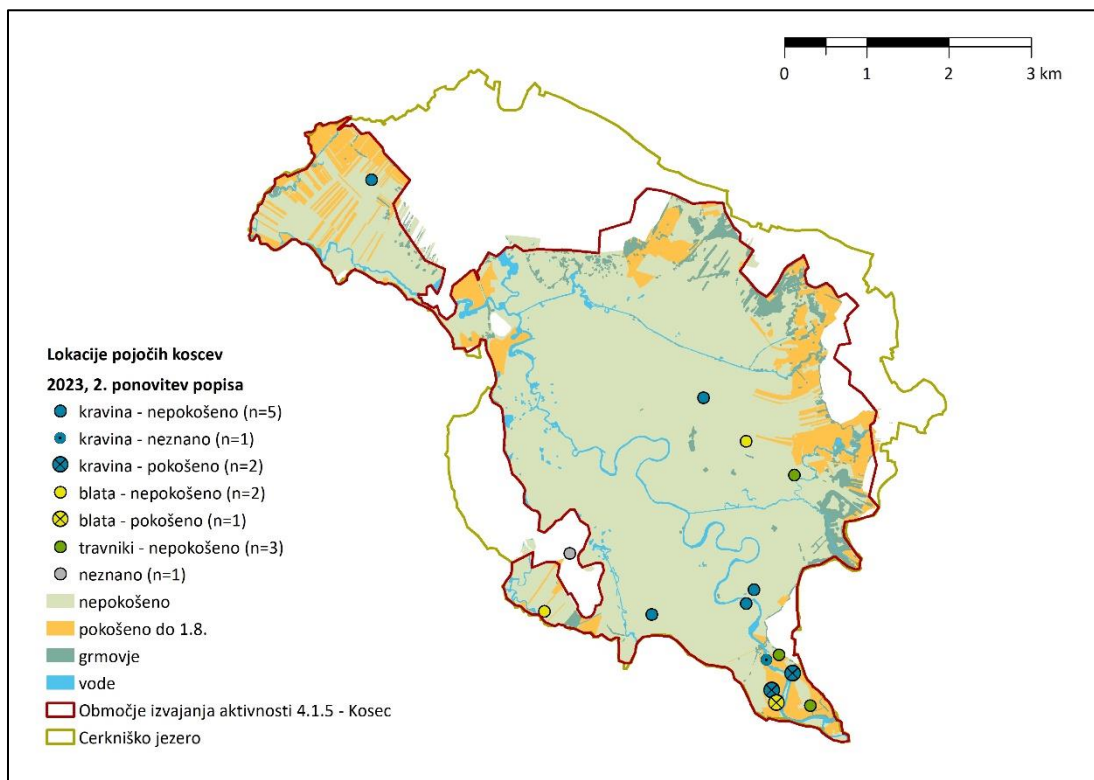 0 1 2 3 km
Lokacije pojočih koscev
2023, 2. ponovitev popisa
kravina - nepokošeno (n=5)
kravina - neznano (n=1)
kravina - pokošeno (n=2)
blata - nepokošeno (n=2)
blata - pokošeno (n=1)
travniki - nepokošeno (n=3)
neznano (n=1)
nepokošeno
pokošeno do 1.8.
grmovje
vode
Območje izvajanja aktivnosti 4.1.5 - Kosec
Cerkniško jezero